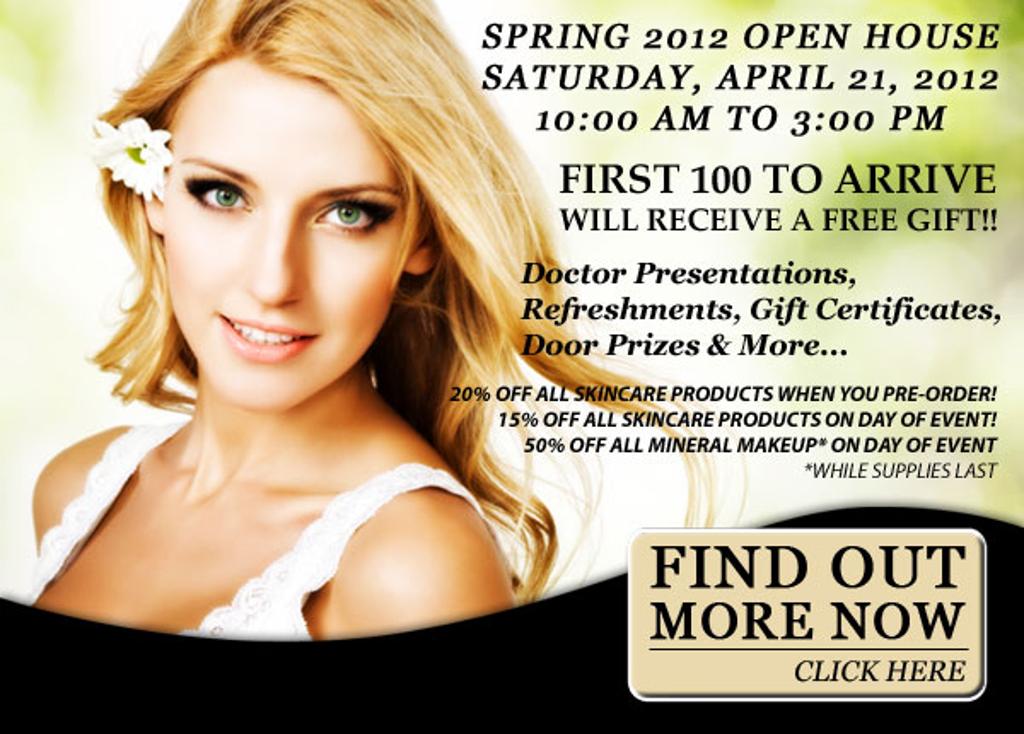 SPRING 2012 OPEN HOUSE
SATURDAY, APRIL 21, 2012
10:00 AM TO 3:00 PM
FIRST 100 TO ARRIVE
WILL RECEIVE A FREE GIFT!!
Doctor Presentations,
Refreshments, Gift Certificates,
Door Prizes & More...
20% OFF ALL SKINCARE PRODUCTS WHEN YOU PRE-ORDER!
15% OFF ALL SKINCARE PRODUCTS ON DAY OF EVENT!
50% OFF ALL MINERAL MAKEUP* ON DAY OF EVENT
*WHILE SUPPLIES LAST
FIND OUT
MORE NOW
CLICK HERE